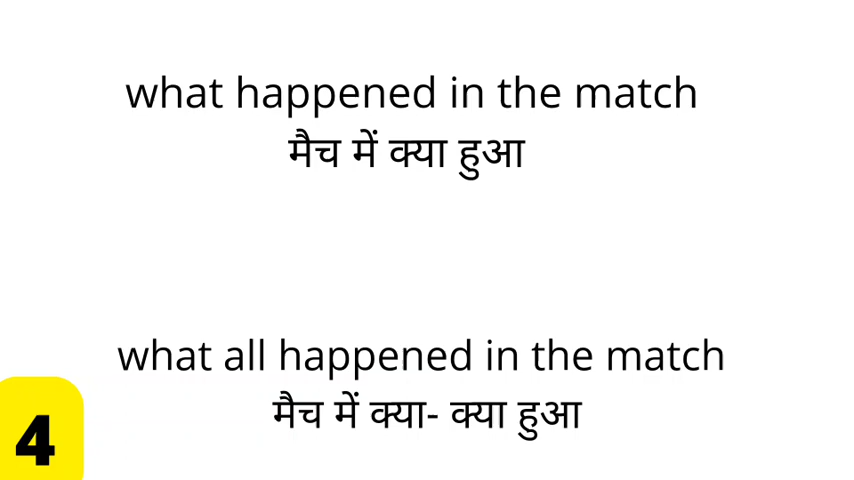 what happened in the match
मैच में क्या हुआ
what all happened in the match
मैच में क्या- क्या हुआ
4